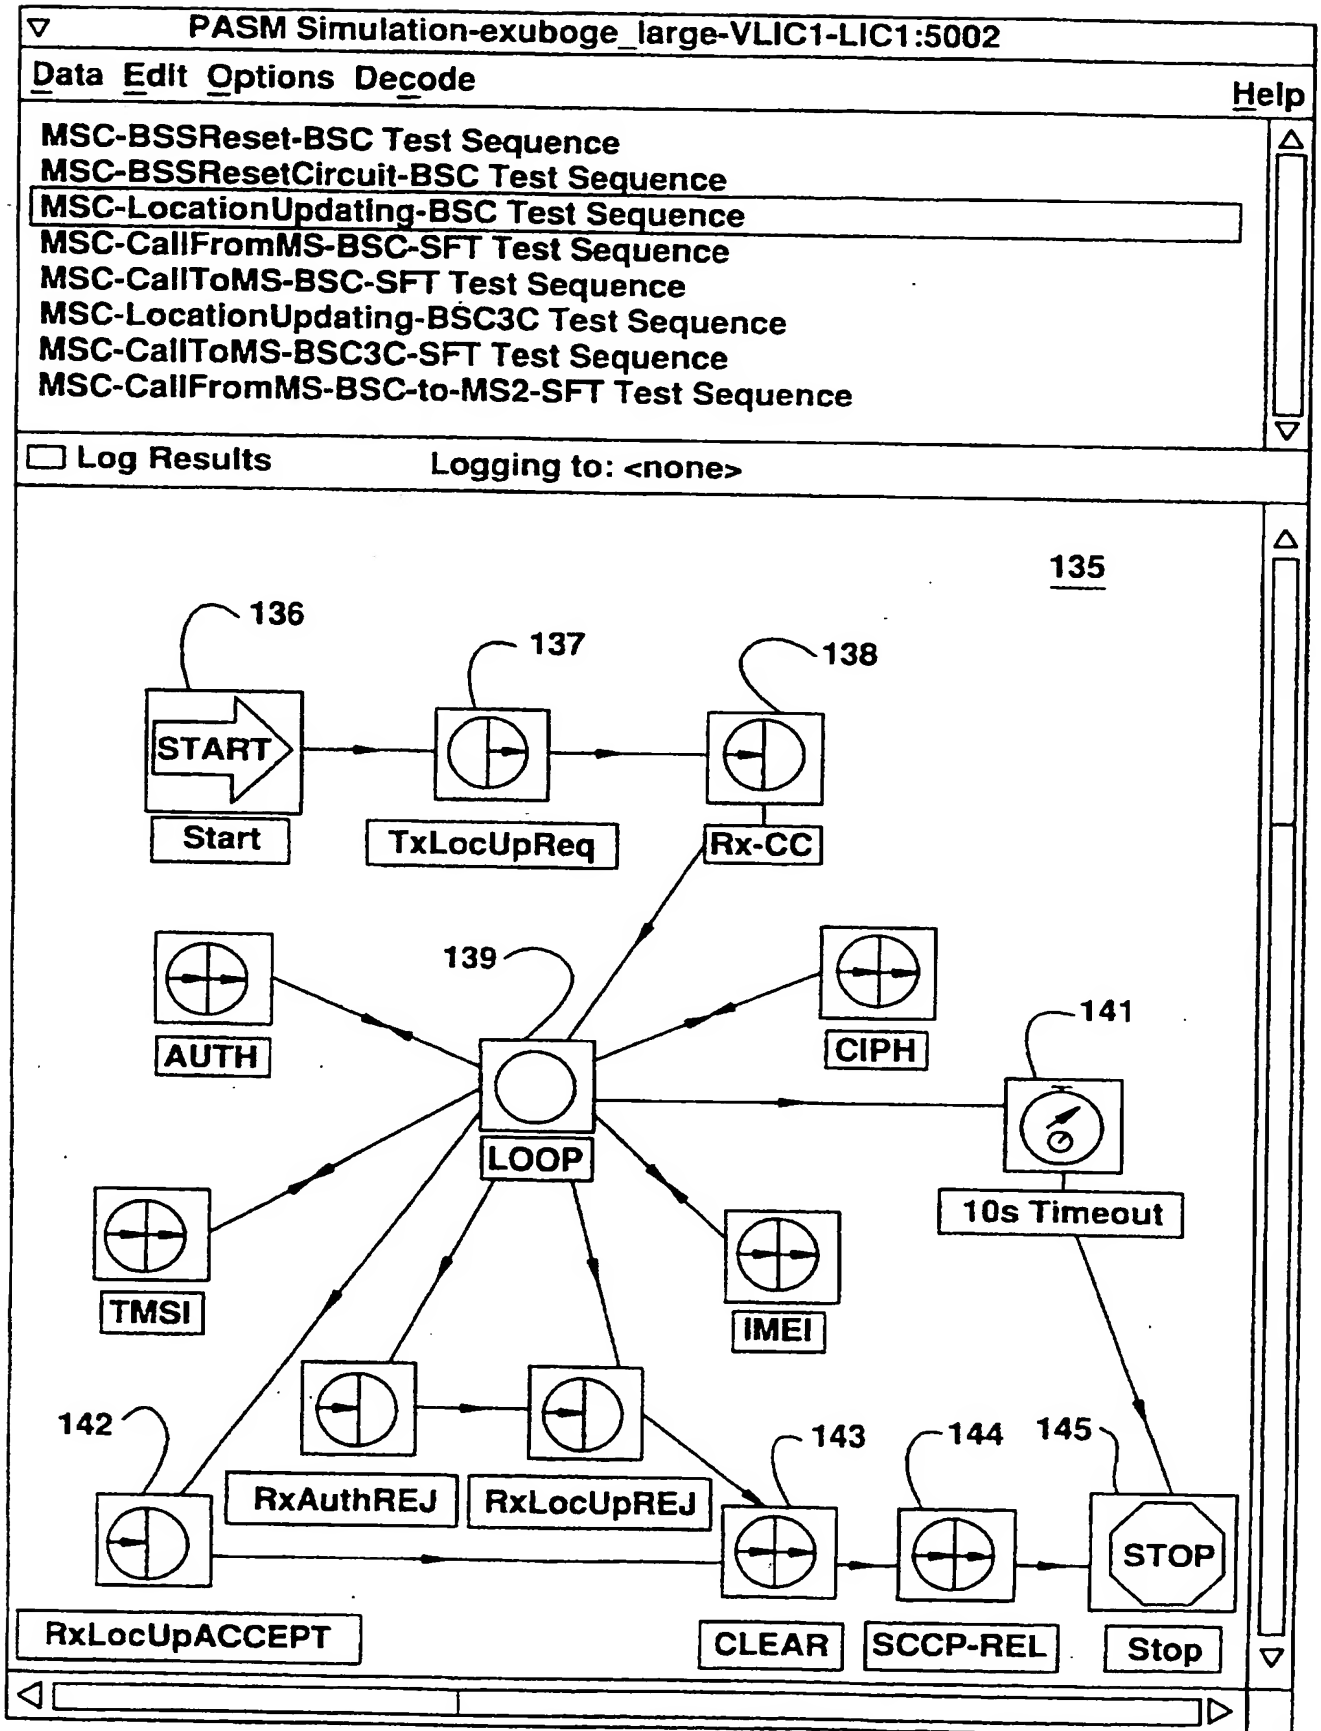 PASM Simulation-exuboge_large-VLIC1-LIC1:5002
Data Edit Options Decode Help
MSC-BSSReset-BSC Test Sequence
MSC-BSSResetCircuit-BSC Test Sequence
MSC-LocationUpdating-BSC Test Sequence
MSC-CallFromMS-BSC-SFT Test Sequence
MSC-CallToMS-BSC-SFT Test Sequence
MSC-LocationUpdating-BSC3C Test Sequence
MSC-CallToMS-BSC3C-SFT Test Sequence
MSC-CallFromMS-BSC-to-MS2-SFT Test Sequence
Log Results Logging to: <none>
135
136
137
138
START
Start
TxLocUpReq
Rx-CC
139
141
AUTH
CIPH
LOOP
10s Timeout
TMSI
IMEI
142
143
144
145
RxAuthREJ
RxLocUpREJ
STOP
RxLocUpACCEPT
CLEAR
SCCP-REL
Stop